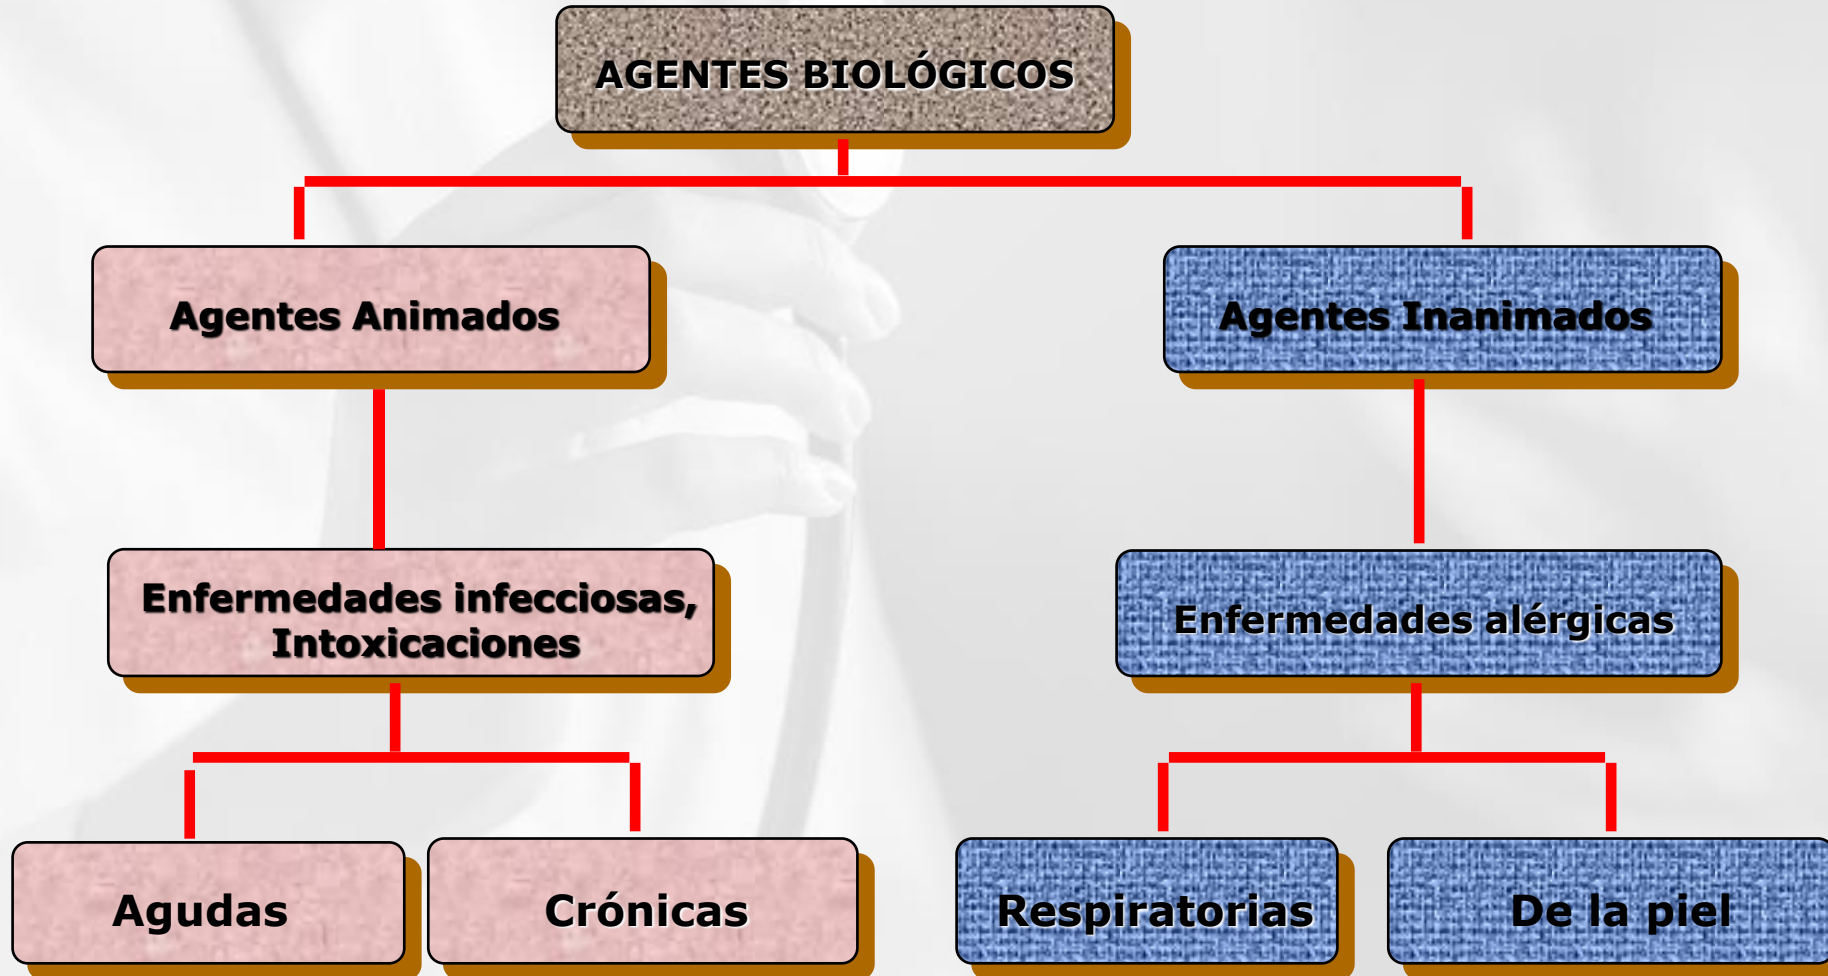 AGENTES BIOLÓGICOS
Agentes Animados
Agentes Inanimados
Enfermedades infecciosas,
Intoxicaciones
Enfermedades alérgicas
Agudas
Crónicas
Respiratorias
De la piel